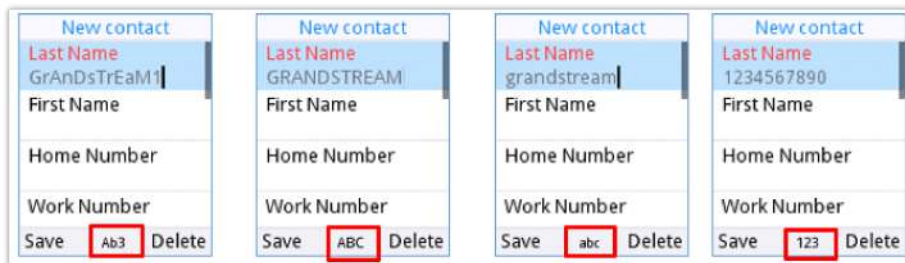 New contact
Last Name
GrAnDsTrEaM1
First Name
Home Number
Work Number
Save Ab3 Delete
New contact
Last Name
GRANDSTREAM
First Name
Home Number
Work Number
Save ABC Delete
New contact
Last Name
grandstream
First Name
Home Number
Work Number
Save abc Delete
New contact
Last Name
1234567890
First Name
Home Number
Work Number
Save 123 Delete